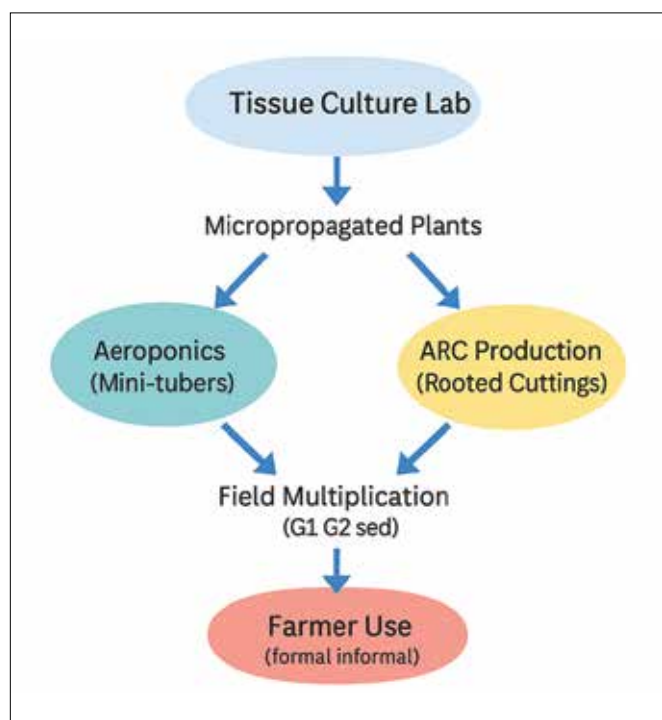 Tissue Culture Lab
Micropropagated Plants
Aeroponics
(Mini-tubers)
ARC Production
(Rooted Cuttings)
Field Multiplication
(G1 G2 sed)
Farmer Use
(formal informal)